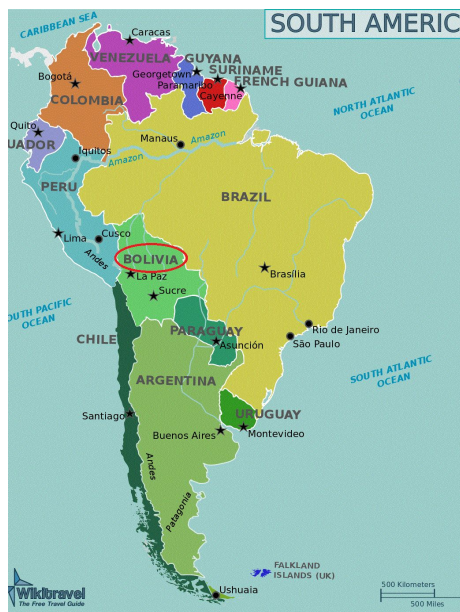 SOUTH AMERIC
CARIBBEAN SEA
Caracas
VENEZUELA
GUYANA
SURINAME
FRENCH GUIANA
Bogotá
Georgetown
Paramaribo
Cayenne
COLOMBIA
NORTH ATLANTIC
OCEAN
Quito
UADOR
Manaus
Amazon
Iquitos
Amazon
PERU
BRAZIL
Lima
Cusco
Andes
BOLIVIA
La Paz
Brasília
Sucre
OUTH PACIFIC
OCEAN
CHILE
PARAGUAY
Asunción
Rio de Janeiro
São Paulo
SOUTH ATLANTIC
OCEAN
ARGENTINA
Santiago
URUGUAY
Buenos Aires
Montevideo
Andes
Patagonia
FALKLAND
ISLANDS (UK)
Ushuaia
Wikitravel
The Free Travel Guide
500 Kilometers
500 Miles